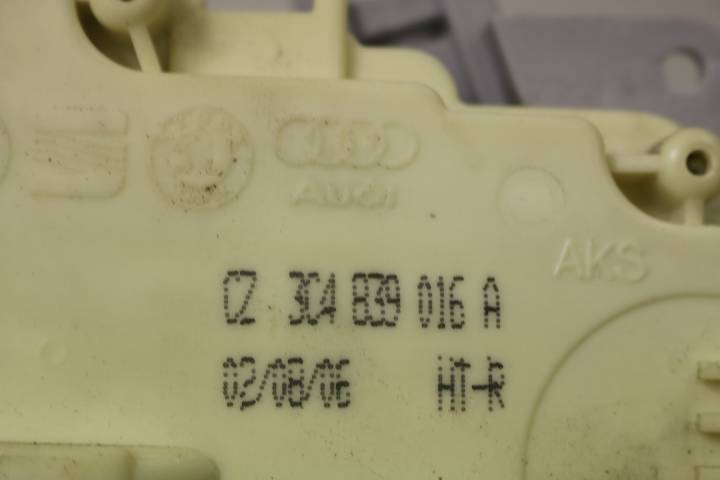 AUDI
AKS
CZ 3C4 839 016 A
02/08/06 HT-R